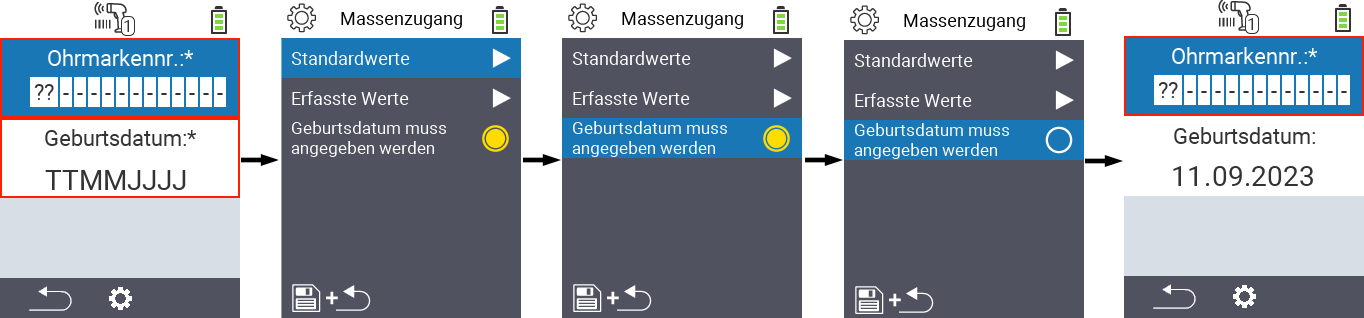 1
Ohrmarkennr.:*
??-----------
Geburtsdatum:*
TTMMJJJJ
Massenzugang
Standardwerte
Erfasste Werte
Geburtsdatum muss
angegeben werden
+
Massenzugang
Standardwerte
Erfasste Werte
Geburtsdatum muss
angegeben werden
+
Massenzugang
Standardwerte
Erfasste Werte
Geburtsdatum muss
angegeben werden
+
1
Ohrmarkennr.:*
??------------
Geburtsdatum:
11.09.2023